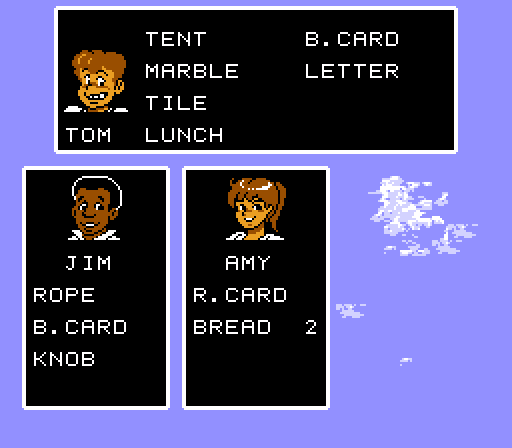 TENT B.CARD
MARBLE LETTER
TILE
TOM LUNCH
JIM
ROPE
B.CARD
KNOB
AMY
R.CARD
BREAD 2